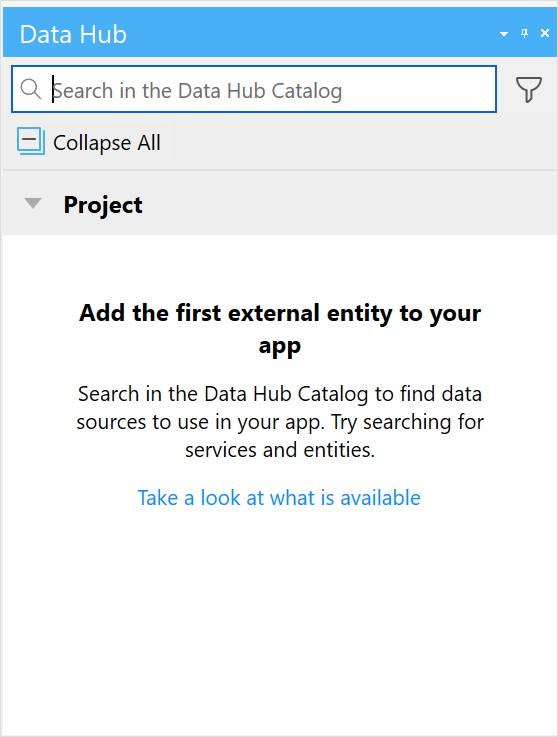 Data Hub
Search in the Data Hub Catalog
Collapse All
Project
Add the first external entity to your
app
Search in the Data Hub Catalog to find data
sources to use in your app. Try searching for
services and entities.
Take a look at what is available